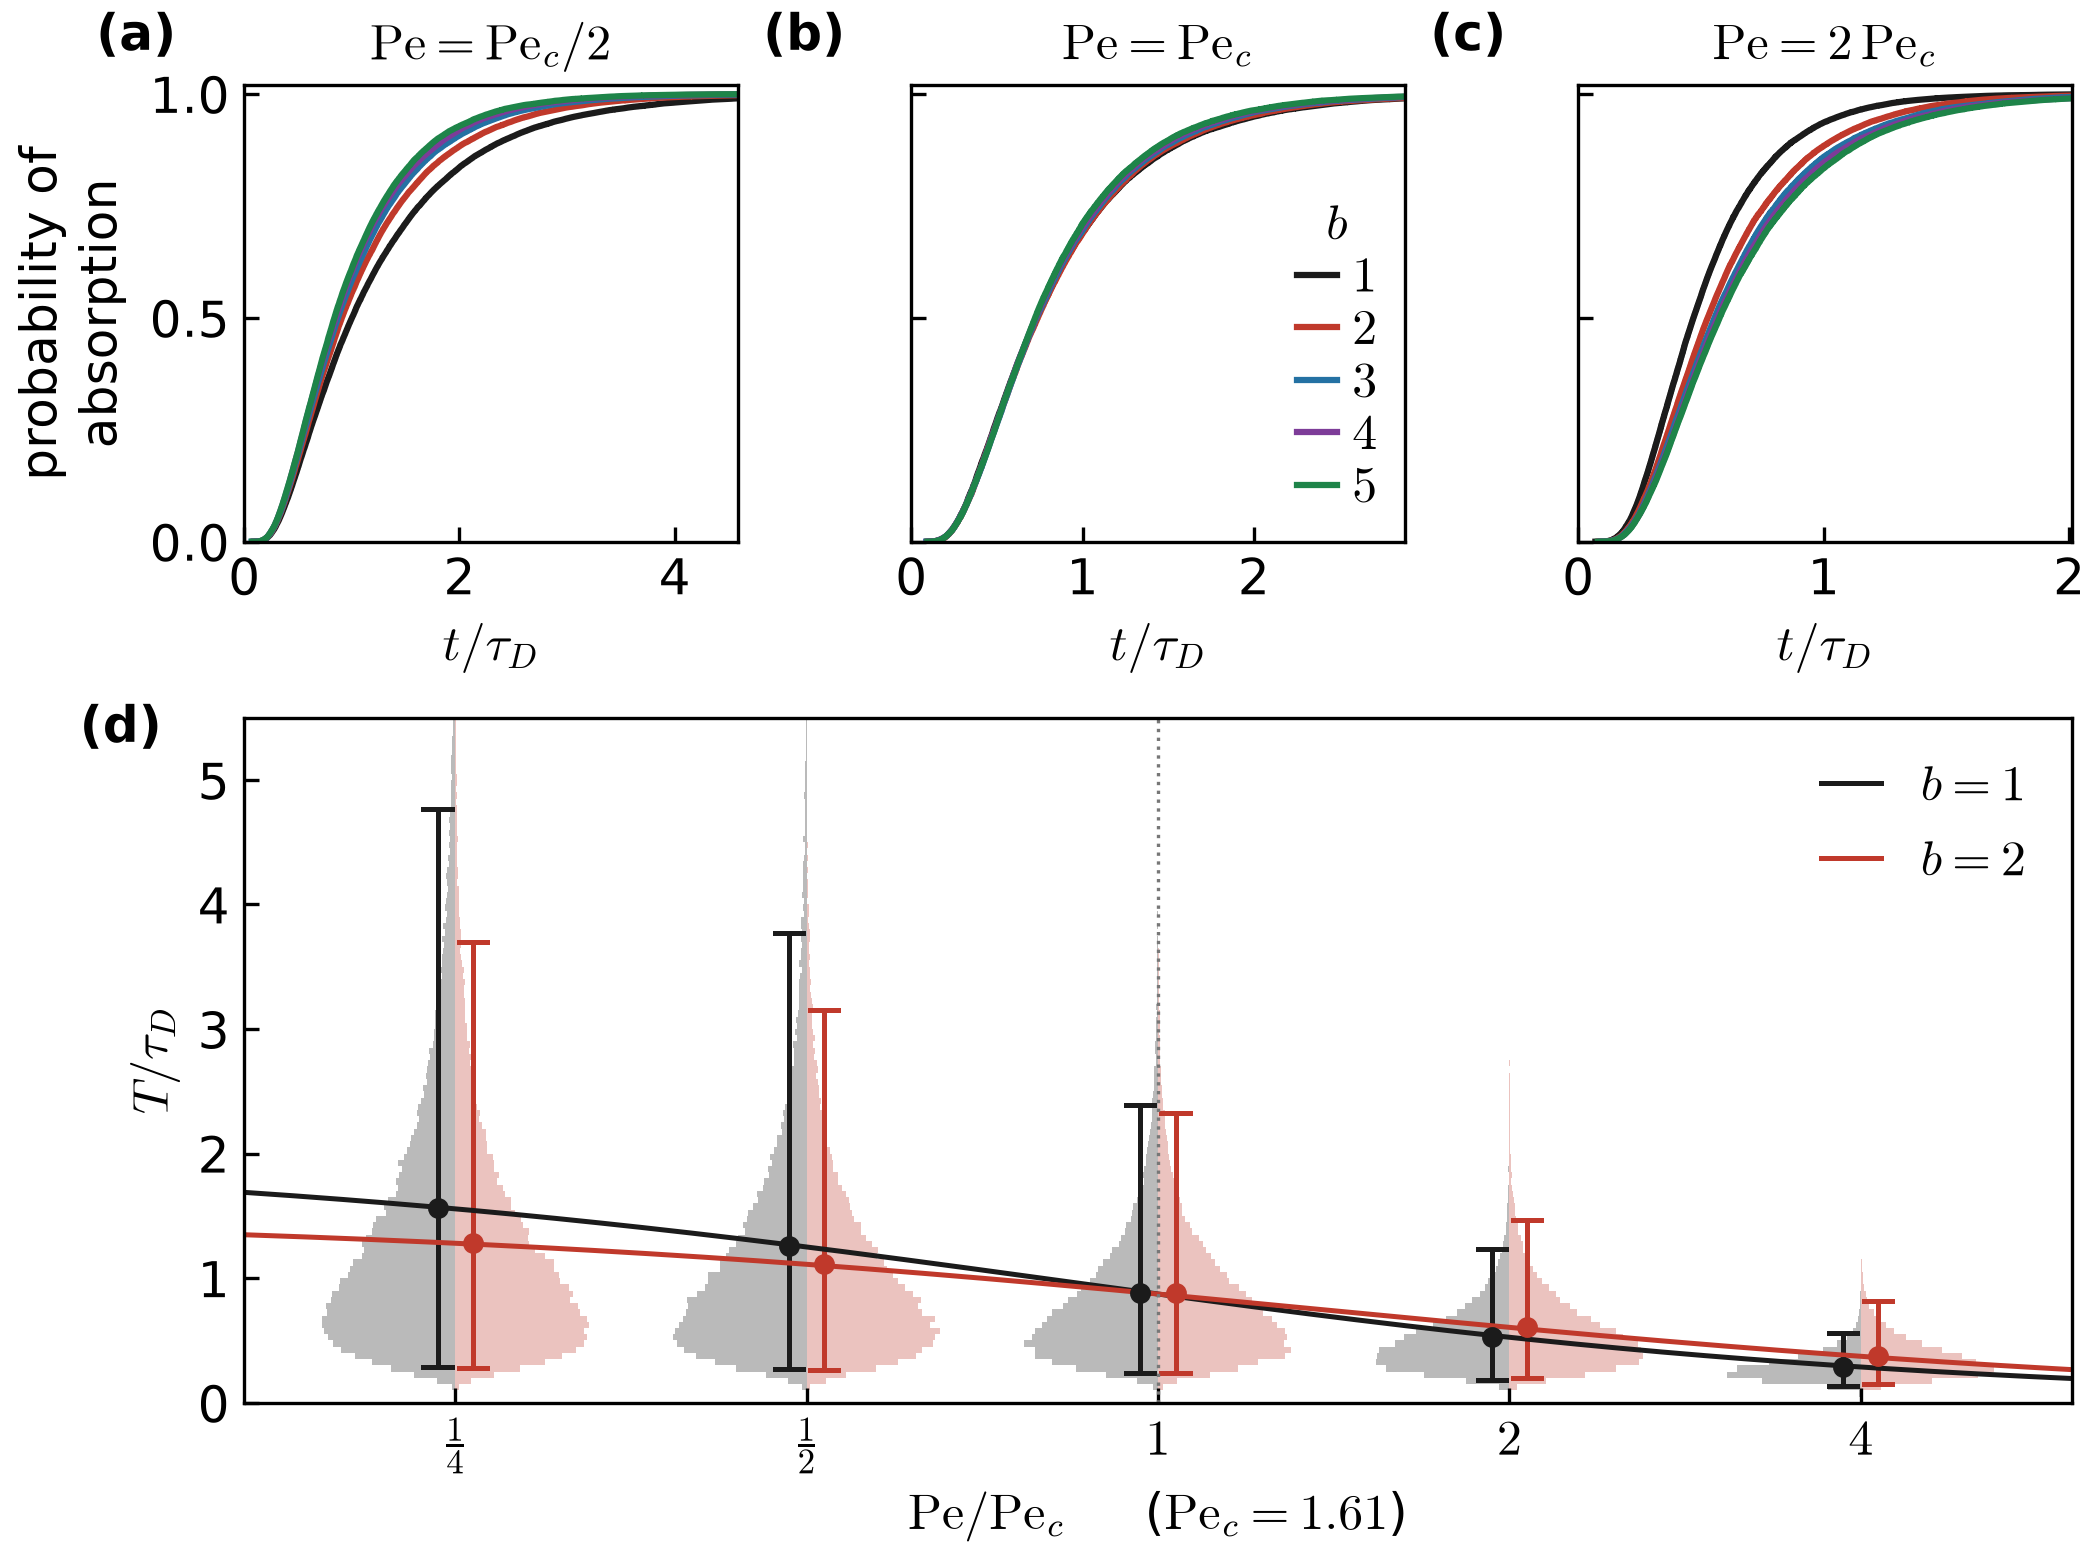 (a) Pe = Pe_c/2
(b) Pe = Pe_c
(c) Pe = 2 Pe_c
probability of
absorption
1.0
0.5
0.0
0 2 4
t/τ_D
0 1 2
t/τ_D
b
1
2
3
4
5
0 1 2
t/τ_D
(d)
T/τ_D
5
4
3
2
1
0
b = 1
b = 2
1/4 1/2 1 2 4
Pe/Pe_c (Pe_c = 1.61)